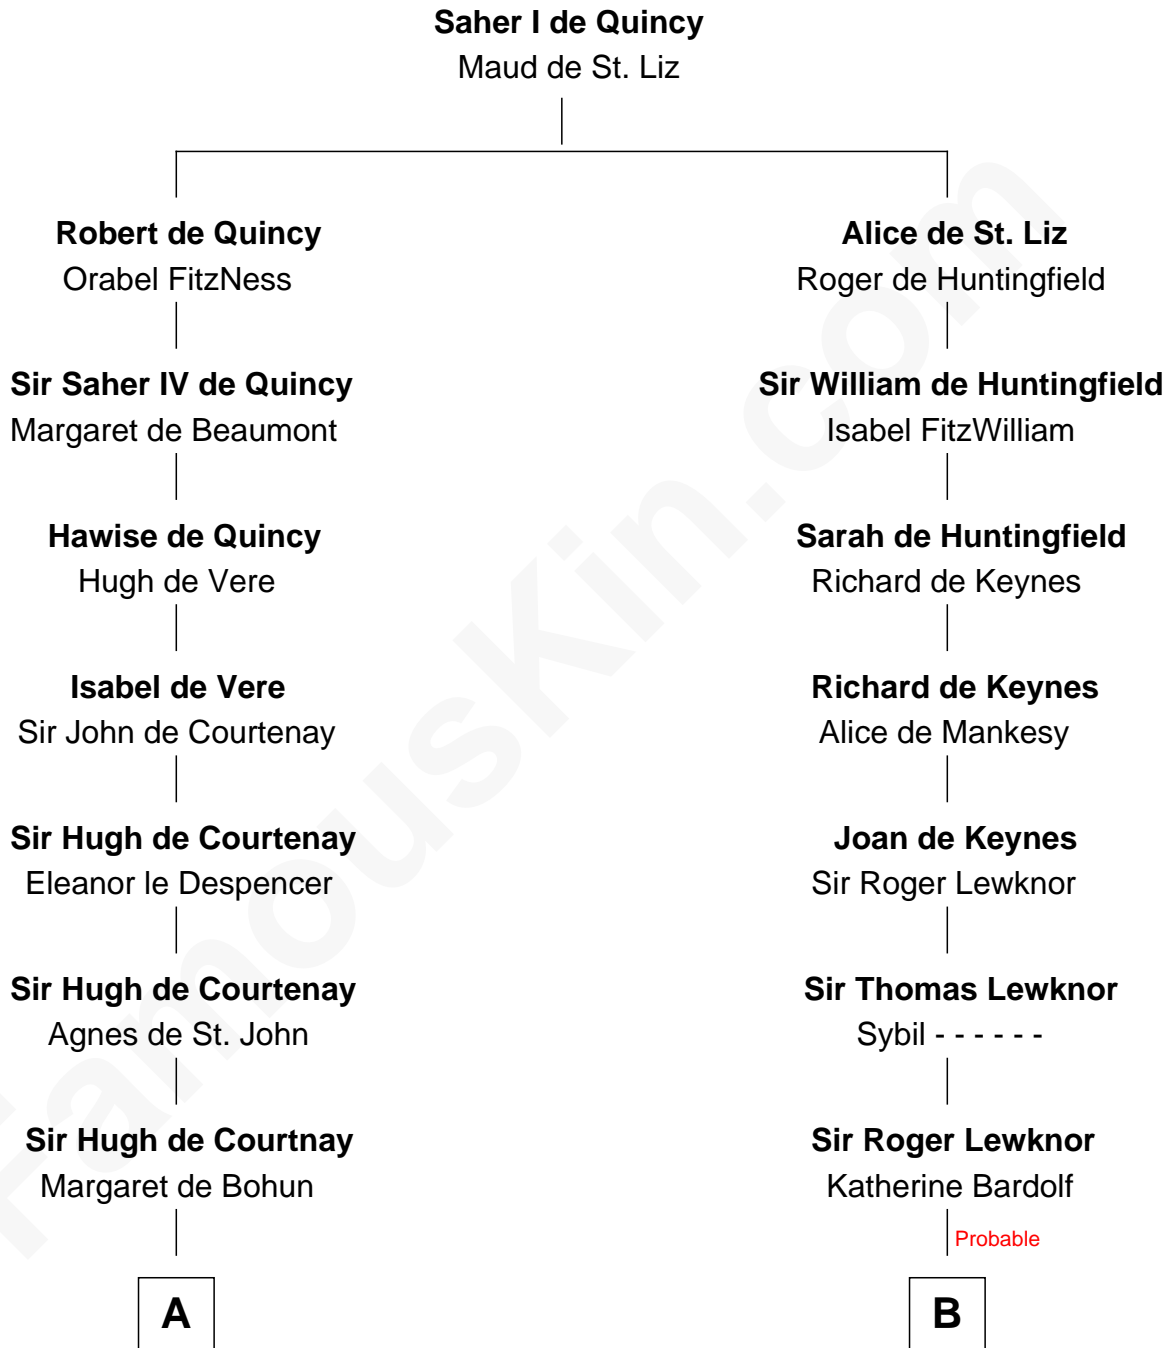 Saher I de Quincy
Maud de St. Liz
Robert de Quincy
Orabel FitzNess
Alice de St. Liz
Roger de Huntingfield
Sir Saher IV de Quincy
Margaret de Beaumont
Sir William de Huntingfield
Isabel FitzWilliam
Hawise de Quincy
Hugh de Vere
Sarah de Huntingfield
Richard de Keynes
Isabel de Vere
Sir John de Courtenay
Richard de Keynes
Alice de Mankesy
Sir Hugh de Courtenay
Eleanor le Despencer
Joan de Keynes
Sir Roger Lewknor
Sir Hugh de Courtenay
Agnes de St. John
Sir Thomas Lewknor
Sybil - - - - - -
Sir Hugh de Courtnay
Margaret de Bohun
Sir Roger Lewknor
Katherine Bardolf
Probable
A
B
FamousKin.com